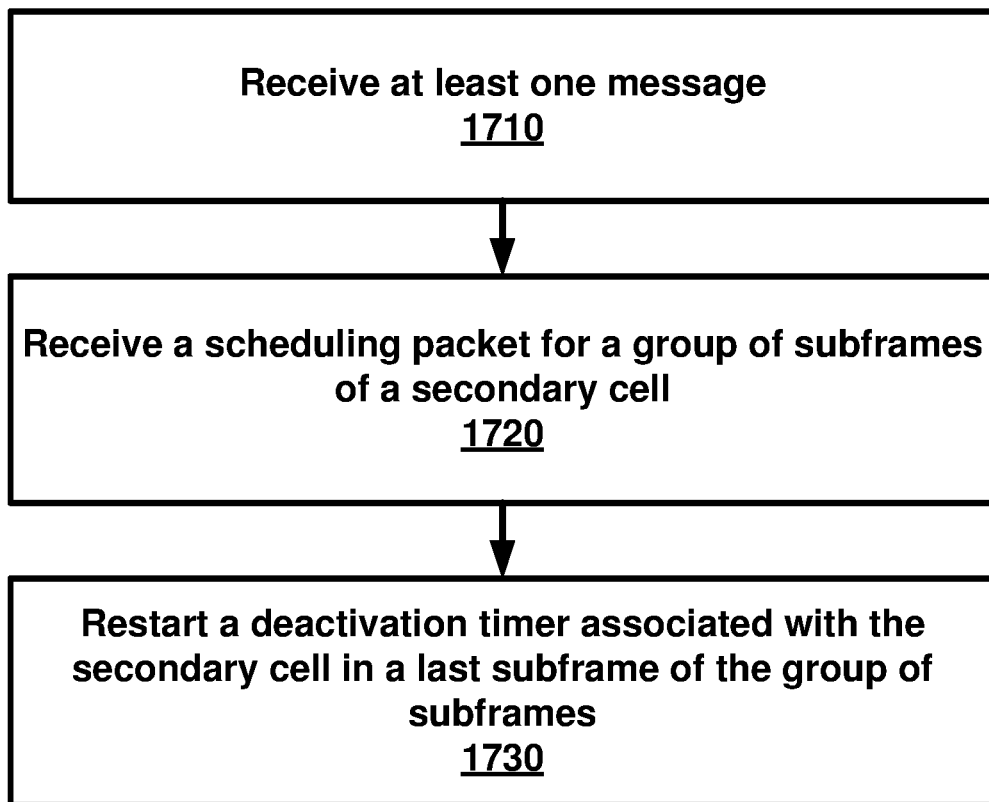 Receive at least one message
1710
Receive a scheduling packet for a group of subframes
of a secondary cell
1720
Restart a deactivation timer associated with the
secondary cell in a last subframe of the group of
subframes
1730